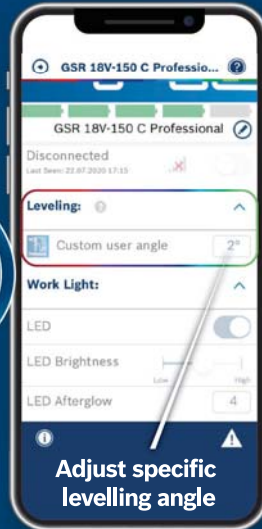 GSR 18V-150 C Professio...
GSR 18V-150 C Professional
Disconnected
Last Seen: 22.07.2020 17:15
Leveling:
Custom user angle 2°
Work Light:
LED
LED Brightness
Low High
LED Afterglow 4
Adjust specific
levelling angle